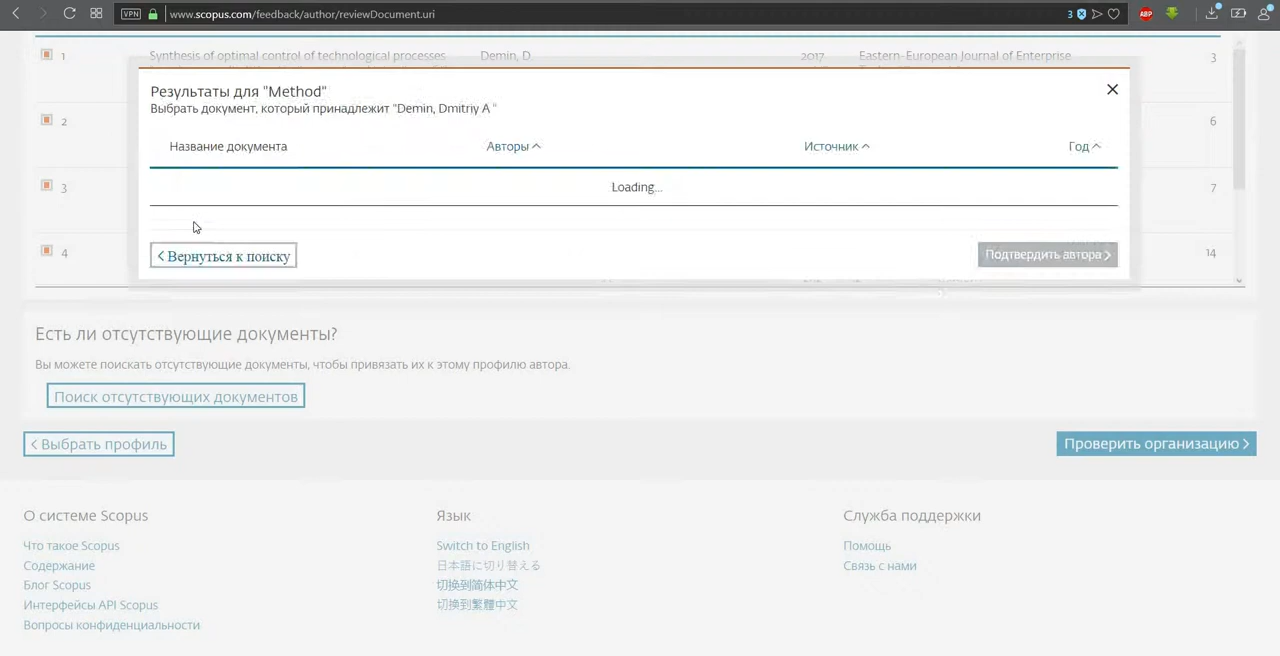 VPN www.scopus.com/feedback/author/reviewDocument.uri 3 ABP
1 Synthesis of optimal control of technological processes Demin, D 2017 Eastern-European Journal of Enterprise 3
Результаты для "Method"
Выбрать документ, который принадлежит "Demin, Dmitriy A "
2 6
Название документа Авторы Источник Год
3 Loading... 7
4 14
Вернуться к поиску Подтвердить автора
Есть ли отсутствующие документы?
Вы можете поискать отсутствующие документы, чтобы привязать их к этому профилю автора.
Поиск отсутствующих документов
Выбрать профиль Проверить организацию
О системе Scopus Язык Служба поддержки
Что такое Scopus Switch to English Помощь
Содержание 日本語に切り替える Связь с нами
Блог Scopus 切换到简体中文
Интерфейсы API Scopus 切換到繁體中文
Вопросы конфиденциальности